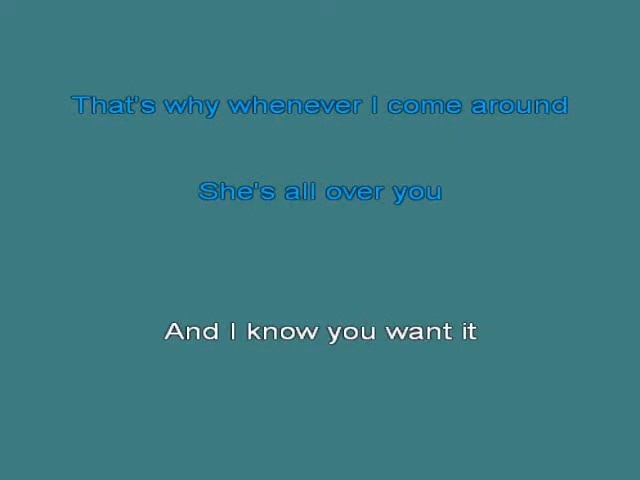 That's why whenever I come around
She's all over you
And I know you want it